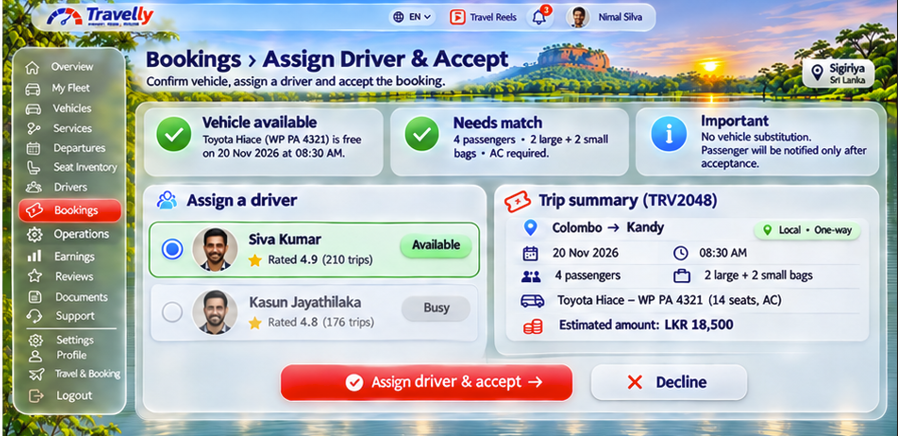 Travelly
EN
Travel Reels
3
Nimal Silva
Overview
My Fleet
Vehicles
Services
Departures
Seat Inventory
Drivers
Bookings
Operations
Earnings
Reviews
Documents
Support
Settings
Profile
Travel & Booking
Logout
Bookings > Assign Driver & Accept
Confirm vehicle, assign a driver and accept the booking.
Sigiriya
Sri Lanka
Vehicle available
Toyota Hiace (WP PA 4321) is free
on 20 Nov 2026 at 08:30 AM.
Needs match
4 passengers • 2 large + 2 small
bags • AC required.
Important
No vehicle substitution.
Passenger will be notified only after
acceptance.
Assign a driver
Siva Kumar
Rated 4.9 (210 trips)
Available
Kasun Jayathilaka
Rated 4.8 (176 trips)
Busy
Trip summary (TRV2048)
Colombo → Kandy
Local • One-way
20 Nov 2026
08:30 AM
4 passengers
2 large + 2 small bags
Toyota Hiace – WP PA 4321 (14 seats, AC)
Estimated amount: LKR 18,500
Assign driver & accept →
Decline